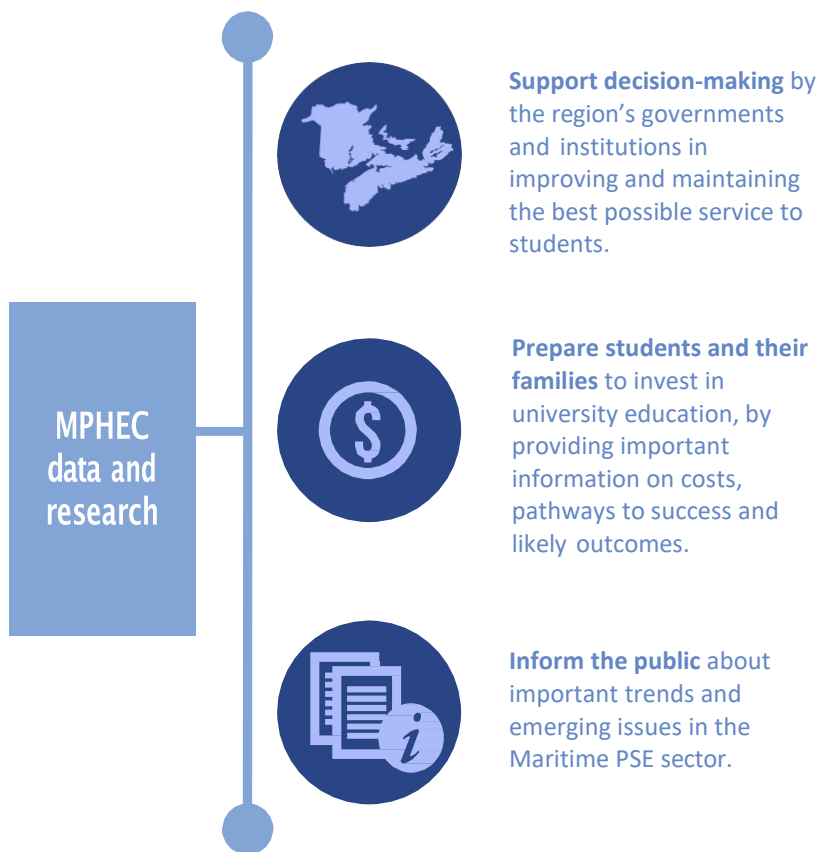 MPHEC
data and
research
Support decision-making by
the region's governments
and institutions in
improving and maintaining
the best possible service to
students.
$
Prepare students and their
families to invest in
university education, by
providing important
information on costs,
pathways to success and
likely outcomes.
i
Inform the public about
important trends and
emerging issues in the
Maritime PSE sector.